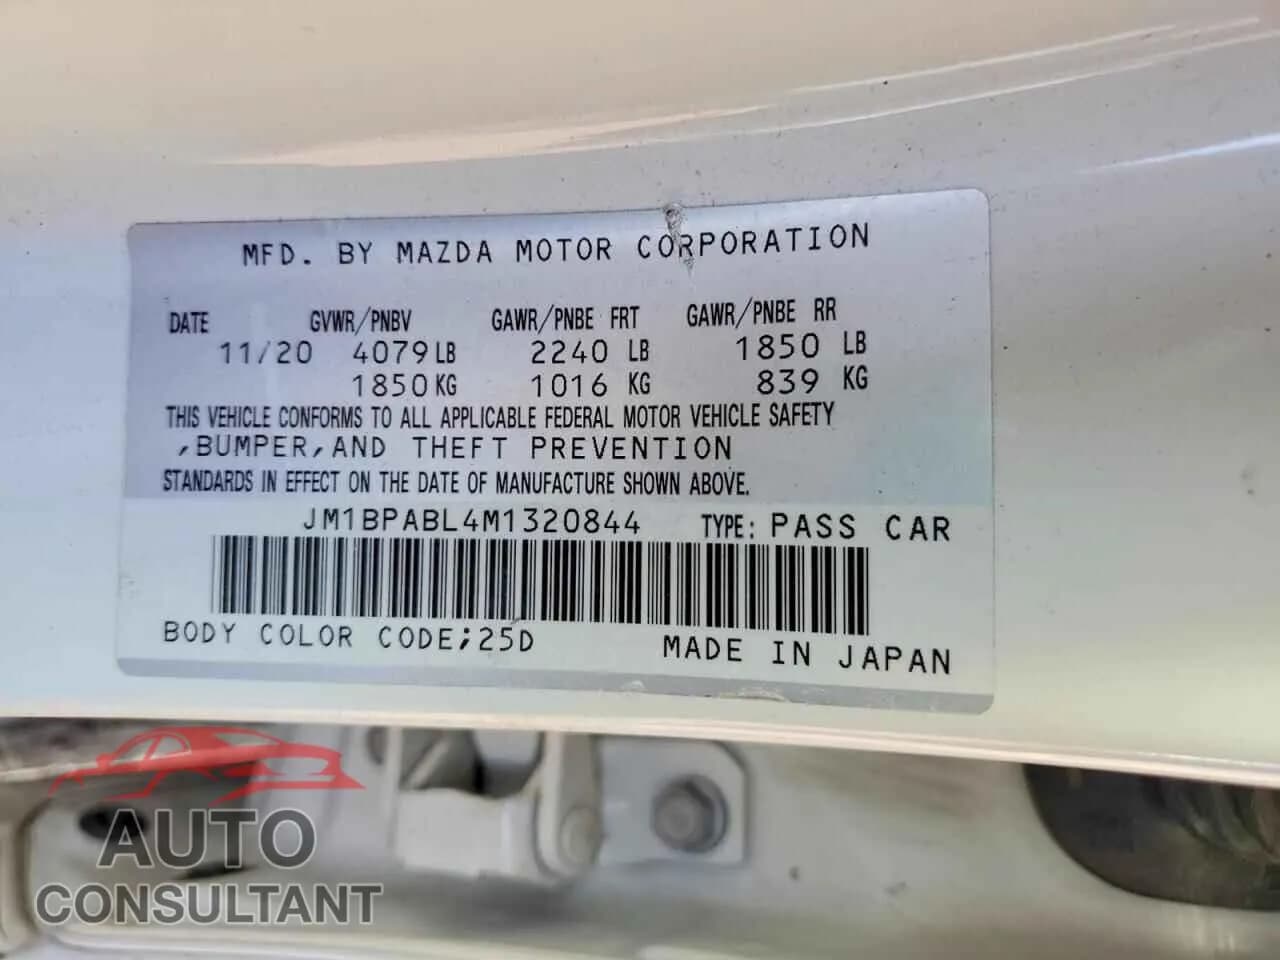 MFD. BY MAZDA MOTOR CORPORATION
DATE GVWR/PNBV GAWR/PNBE FRT GAWR/PNBE RR
11/20 4079 LB 2240 LB 1850 LB
1850 KG 1016 KG 839 KG
THIS VEHICLE CONFORMS TO ALL APPLICABLE FEDERAL MOTOR VEHICLE SAFETY
,BUMPER,AND THEFT PREVENTION
STANDARDS IN EFFECT ON THE DATE OF MANUFACTURE SHOWN ABOVE.
JM1BPABL4M1320844 TYPE: PASS CAR
BODY COLOR CODE;25D MADE IN JAPAN
AUTO
CONSULTANT